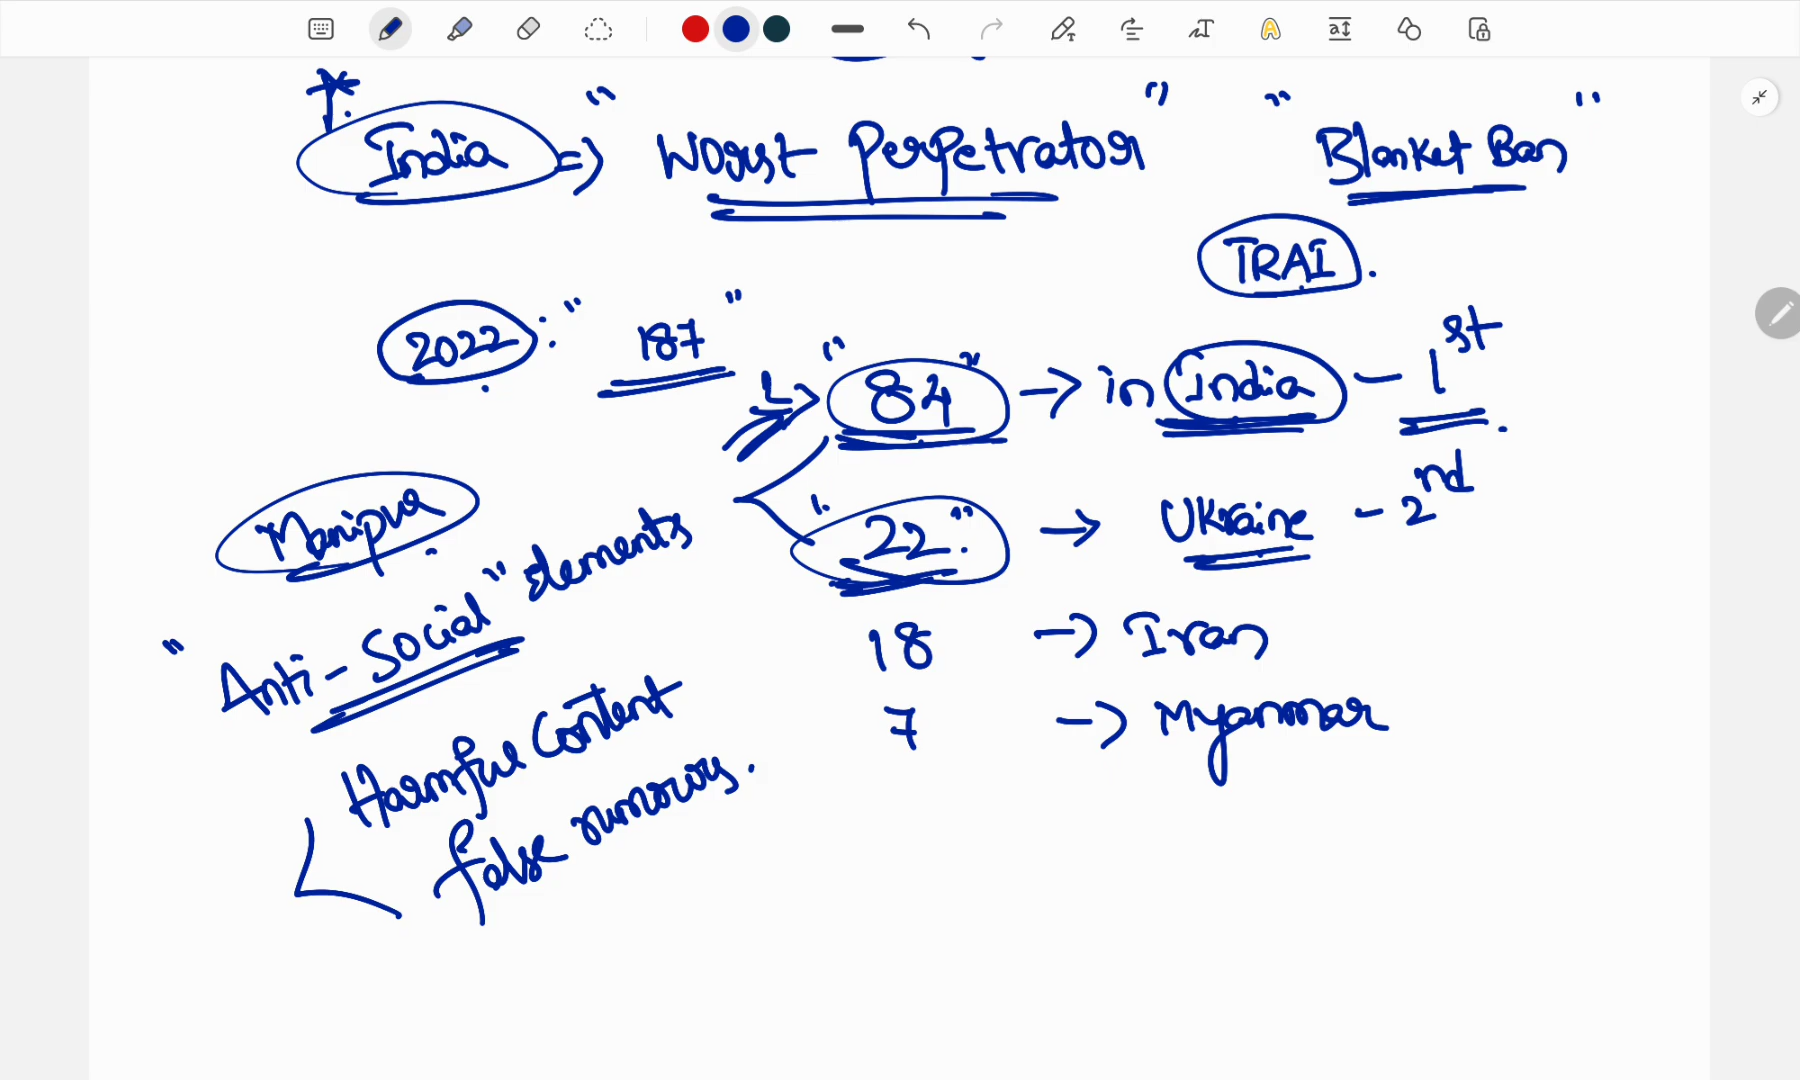 India => "Worst Perpetrator" "Blanket Ban"
TRAI.
2022: "187"
"84" → in India - 1st
"22". → Ukraine - 2nd
18 → Iran
7 → Myanmar
Manipur
"Anti-Social" elements
Harmful Content
false rumours.